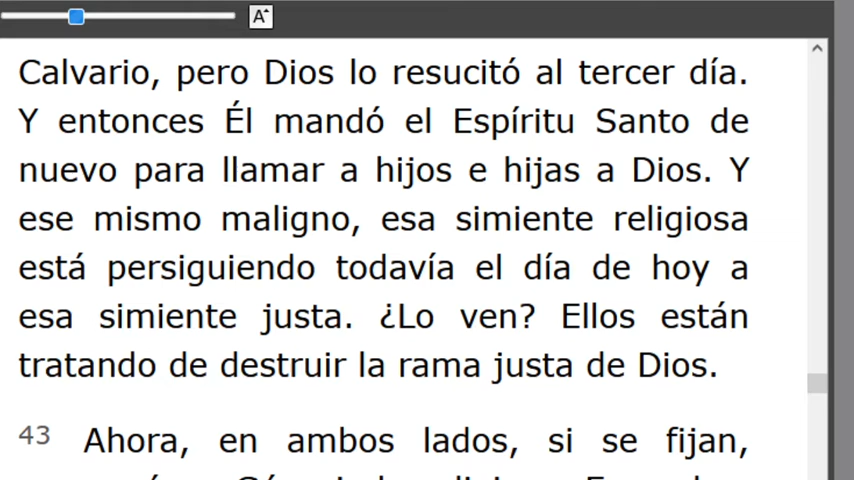 A
Calvario, pero Dios lo resucitó al tercer día.
Y entonces Él mandó el Espíritu Santo de
nuevo para llamar a hijos e hijas a Dios. Y
ese mismo maligno, esa simiente religiosa
está persiguiendo todavía el día de hoy a
esa simiente justa. ¿Lo ven? Ellos están
tratando de destruir la rama justa de Dios.
43 Ahora, en ambos lados, si se fijan,